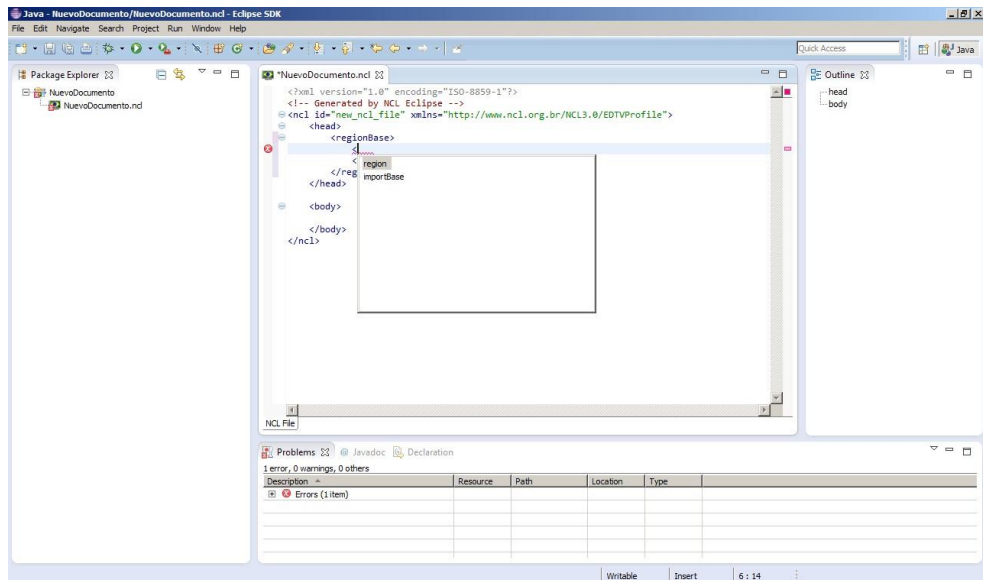 Java - NuevoDocumento/NuevoDocumento.ncl - Eclipse SDK
File Edit Navigate Search Project Run Window Help
Quick Access
Java
Package Explorer
NuevoDocumento
NuevoDocumento.ncl
*NuevoDocumento.ncl
<?xml version="1.0" encoding="ISO-8859-1"?>
<!-- Generated by NCL Eclipse -->
<ncl id="new_ncl_file" xmlns="http://www.ncl.org.br/NCL3.0/EDTVProfile">
<head>
<regionBase>
<
<
</reg
</head>
<body>
</body>
</ncl>
region
importBase
NCL File
Outline
head
body
Problems Javadoc Declaration
1 error, 0 warnings, 0 others
Description Resource Path Location Type
Errors (1 item)
Writable Insert 6 : 14